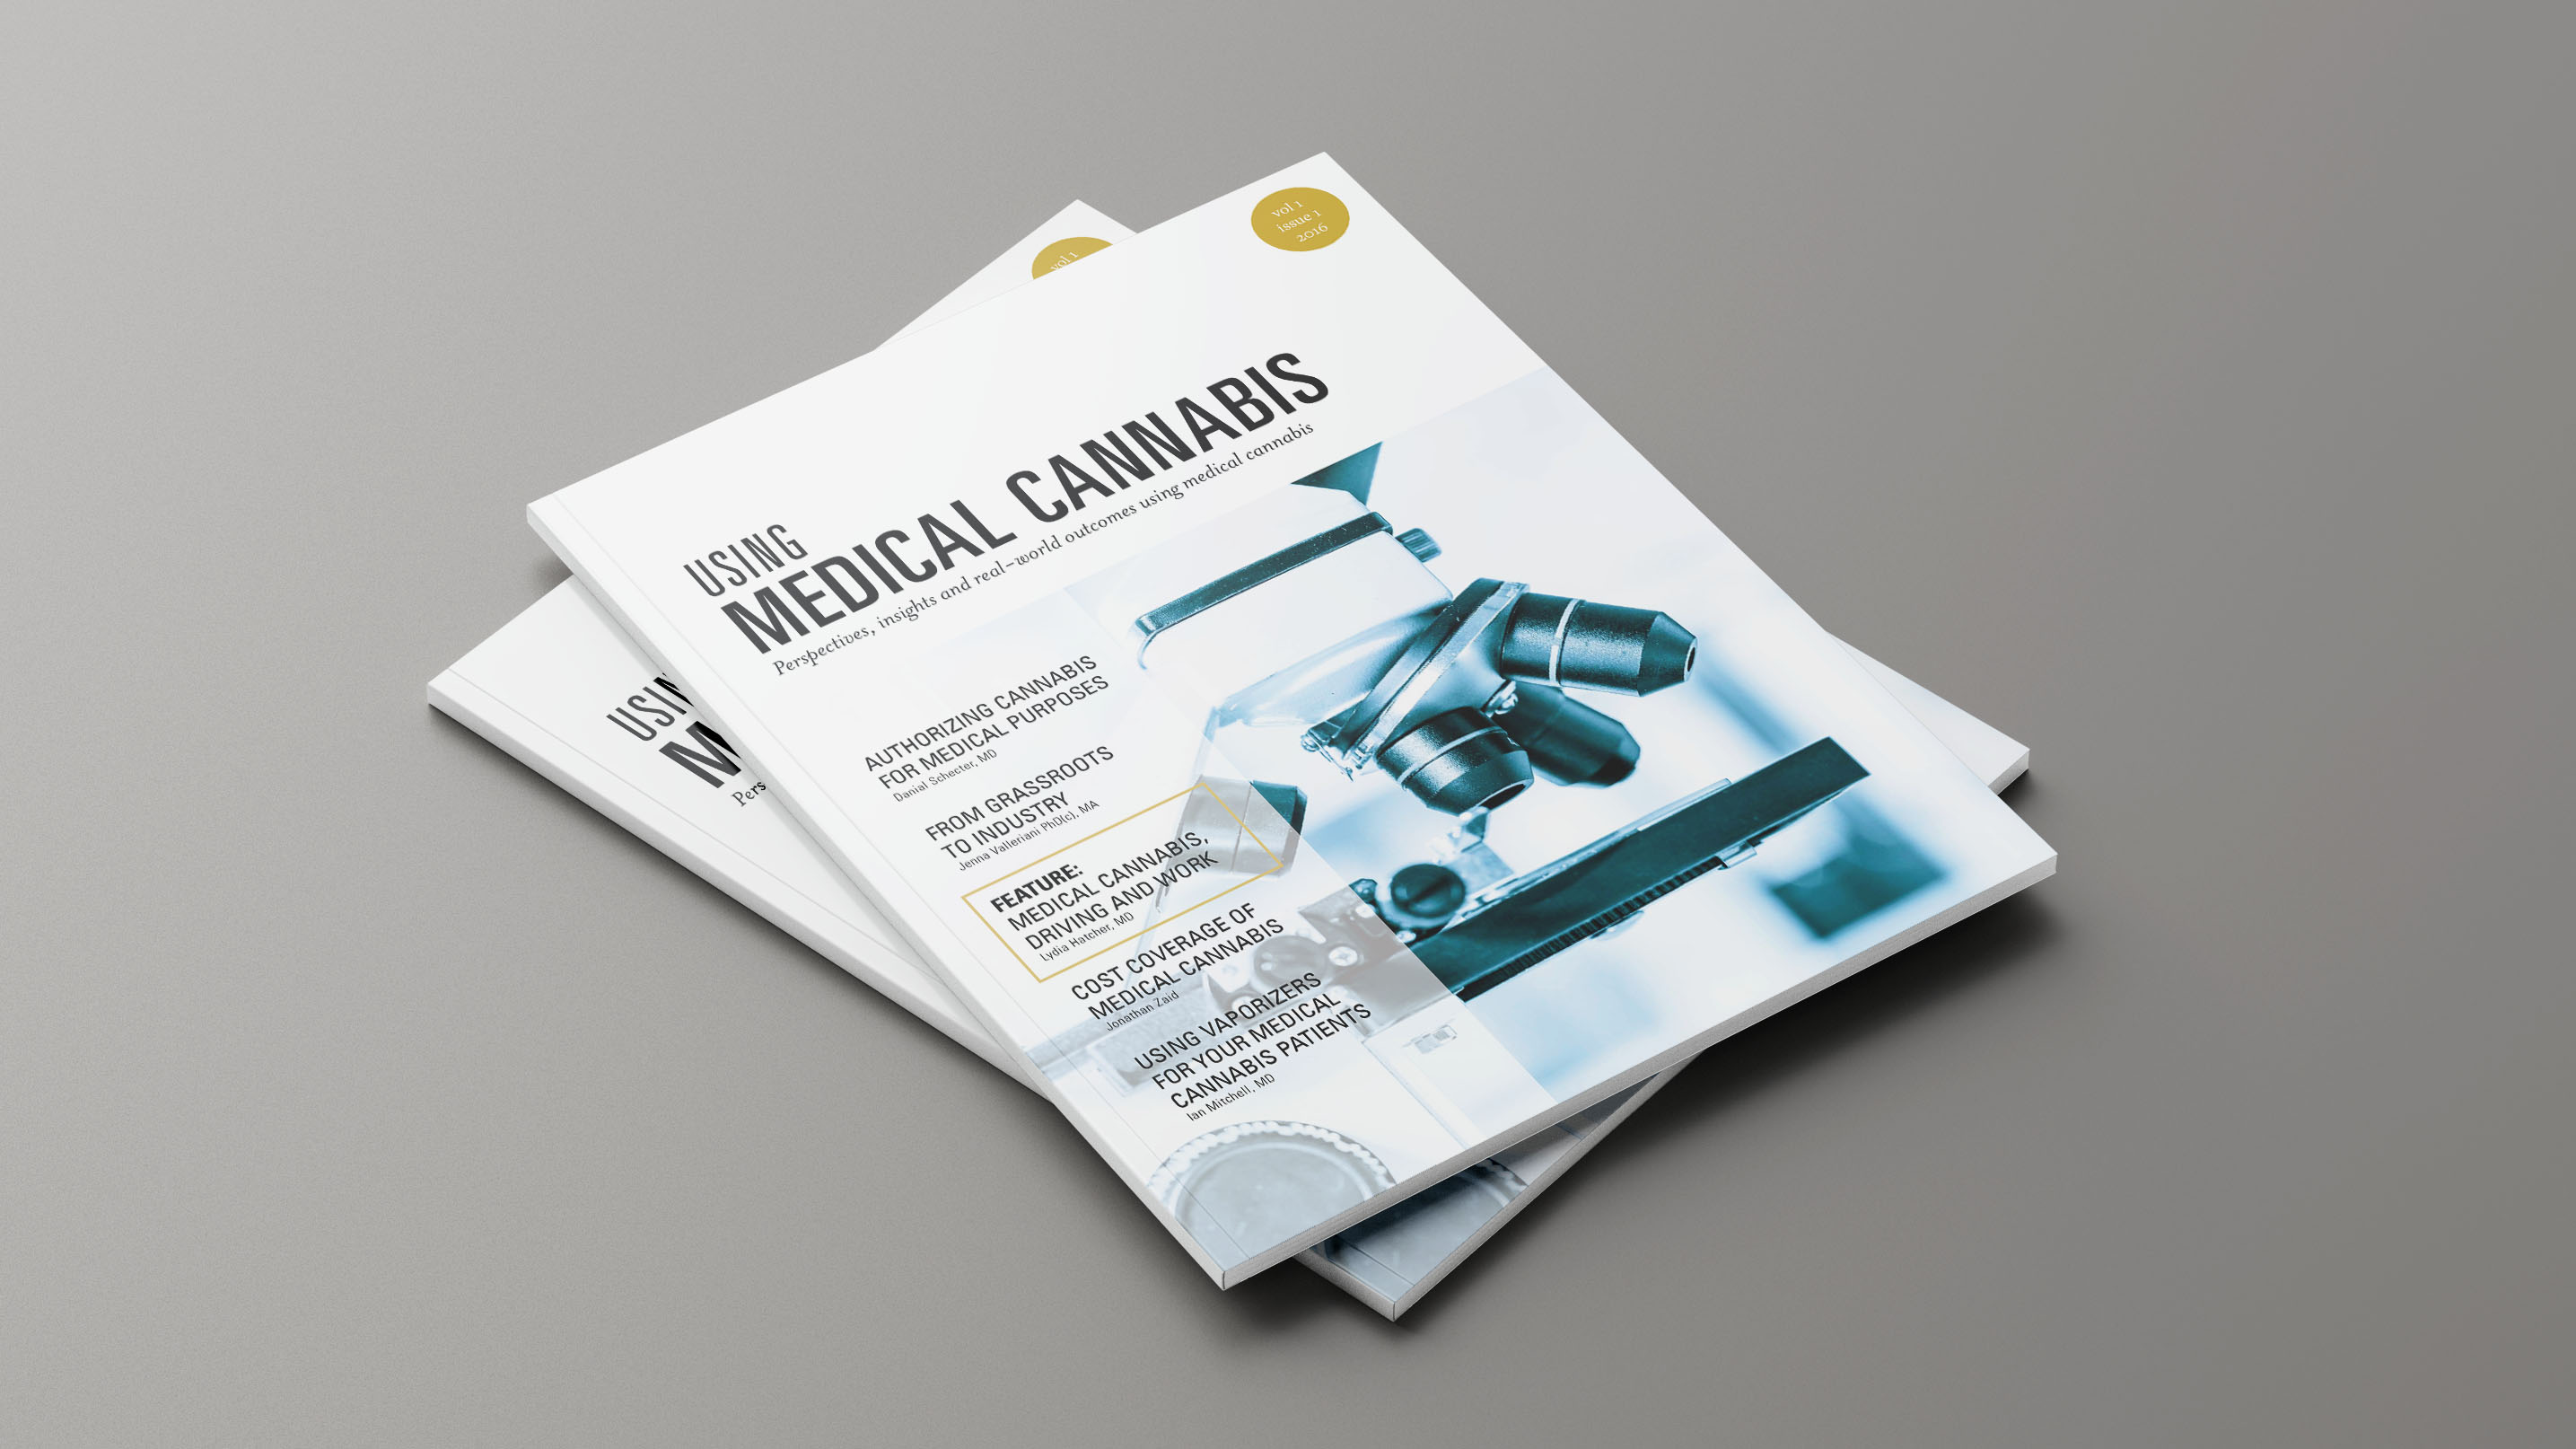 vol 1
issue 1
2016
USING
MEDICAL CANNABIS
Perspectives, insights and real-world outcomes using medical cannabis
AUTHORIZING CANNABIS
FOR MEDICAL PURPOSES
Danial Schecter, MD
FROM GRASSROOTS
TO INDUSTRY
Jenna Valleriani PhD(c), MA
FEATURE:
MEDICAL CANNABIS,
DRIVING AND WORK
Lydia Hatcher, MD
COST COVERAGE OF
MEDICAL CANNABIS
Jonathan Zaid
USING VAPORIZERS
FOR YOUR MEDICAL
CANNABIS PATIENTS
Ian Mitchell, MD
vol 1
USIN
M
Pers